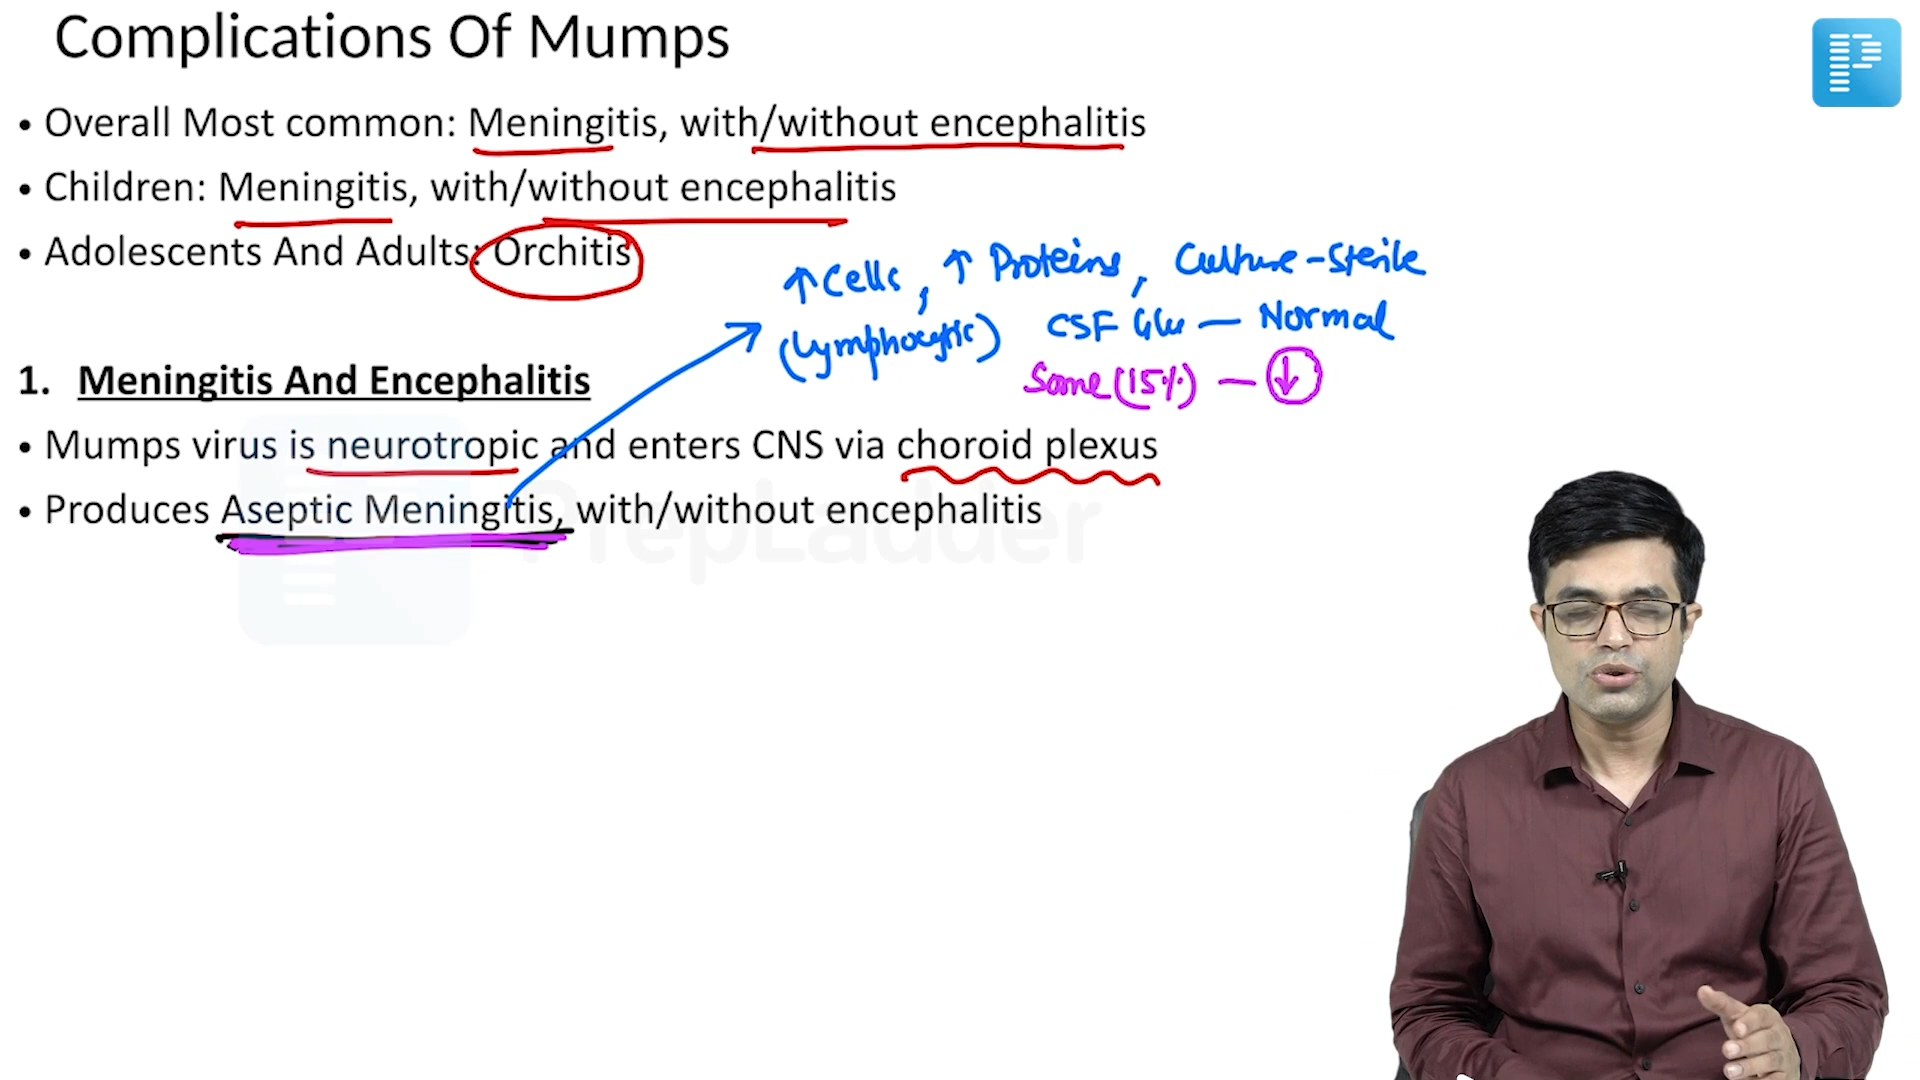 Complications Of Mumps
• Overall Most common: Meningitis, with/without encephalitis
• Children: Meningitis, with/without encephalitis
• Adolescents And Adults: Orchitis
↑ Cells, ↑ Proteins, Culture - Sterile
(Lymphocytic) CSF Glu — Normal
Some (15%) — ↓
1. Meningitis And Encephalitis
• Mumps virus is neurotropic and enters CNS via choroid plexus
• Produces Aseptic Meningitis, with/without encephalitis
PrepLadder